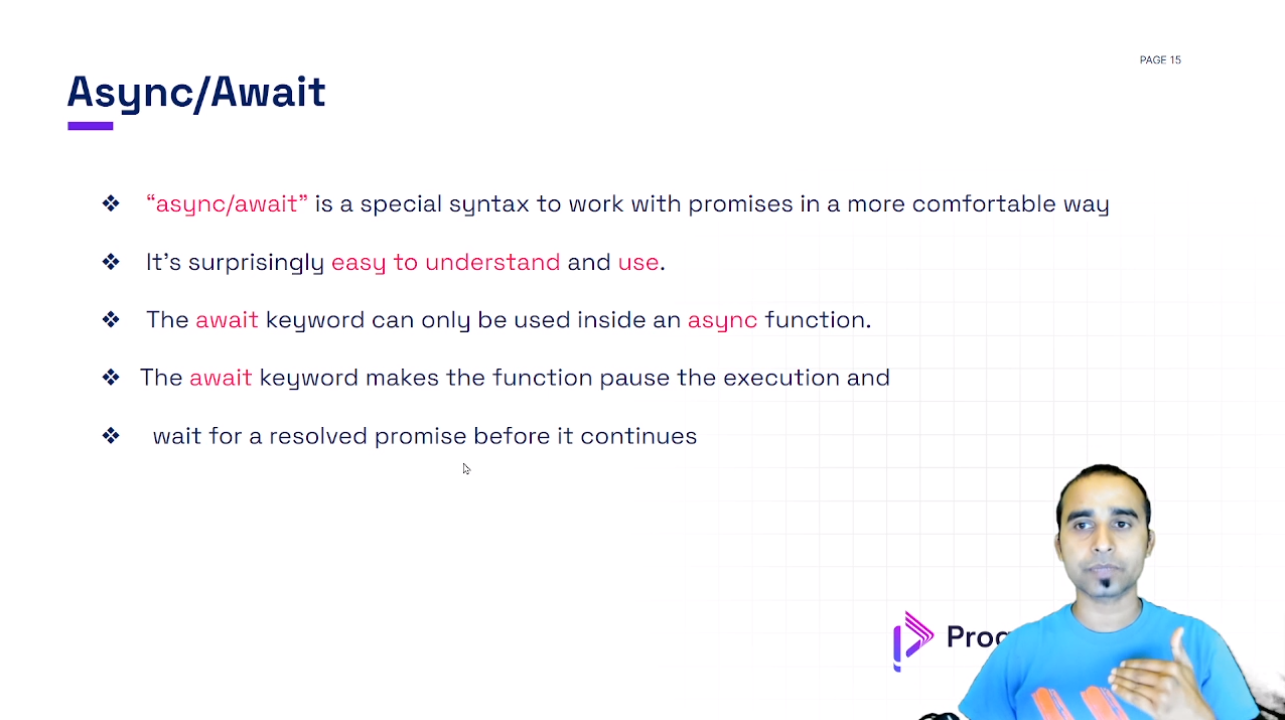 PAGE 15
Async/Await
❖ “async/await” is a special syntax to work with promises in a more comfortable way
❖ It’s surprisingly easy to understand and use.
❖ The await keyword can only be used inside an async function.
❖ The await keyword makes the function pause the execution and
❖ wait for a resolved promise before it continues